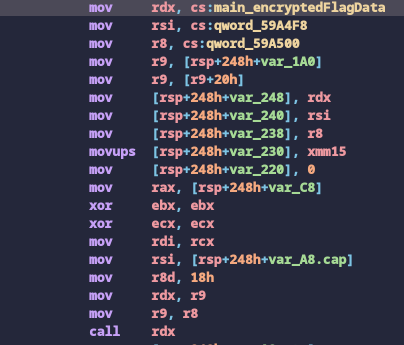 mov rdx, cs:main_encryptedFlagData
mov rsi, cs:qword_59A4F8
mov r8, cs:qword_59A500
mov r9, [rsp+248h+var_1A0]
mov r9, [r9+20h]
mov [rsp+248h+var_248], rdx
mov [rsp+248h+var_240], rsi
mov [rsp+248h+var_238], r8
movups [rsp+248h+var_230], xmm15
mov [rsp+248h+var_220], 0
mov rax, [rsp+248h+var_C8]
xor ebx, ebx
xor ecx, ecx
mov rdi, rcx
mov rsi, [rsp+248h+var_A8.cap]
mov r8d, 18h
mov rdx, r9
mov r9, r8
call rdx